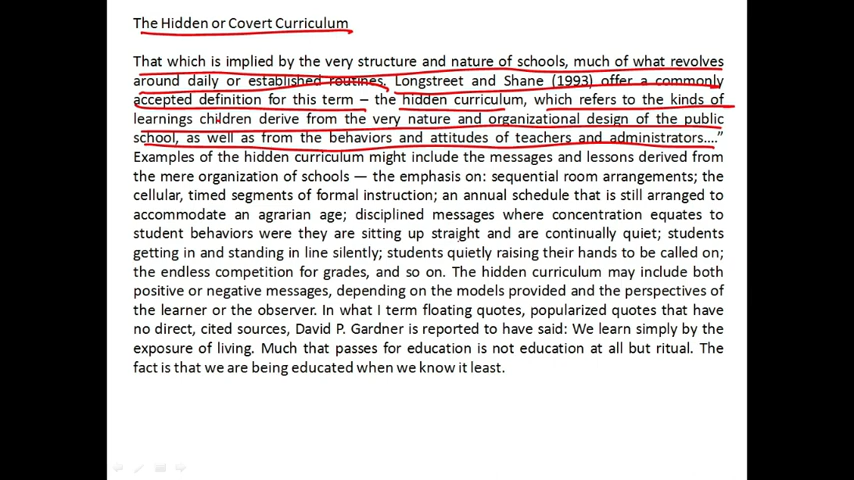 The Hidden or Covert Curriculum
That which is implied by the very structure and nature of schools, much of what revolves
around daily or established routines. Longstreet and Shane (1993) offer a commonly
accepted definition for this term – the hidden curriculum, which refers to the kinds of
learnings children derive from the very nature and organizational design of the public
school, as well as from the behaviors and attitudes of teachers and administrators....”
Examples of the hidden curriculum might include the messages and lessons derived from
the mere organization of schools — the emphasis on: sequential room arrangements; the
cellular, timed segments of formal instruction; an annual schedule that is still arranged to
accommodate an agrarian age; disciplined messages where concentration equates to
student behaviors were they are sitting up straight and are continually quiet; students
getting in and standing in line silently; students quietly raising their hands to be called on;
the endless competition for grades, and so on. The hidden curriculum may include both
positive or negative messages, depending on the models provided and the perspectives of
the learner or the observer. In what I term floating quotes, popularized quotes that have
no direct, cited sources, David P. Gardner is reported to have said: We learn simply by the
exposure of living. Much that passes for education is not education at all but ritual. The
fact is that we are being educated when we know it least.